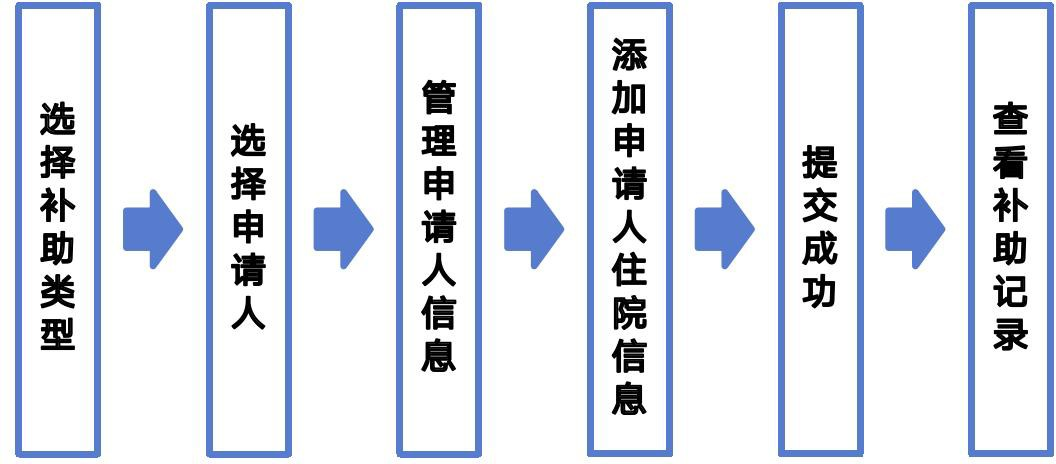 选择补助类型
选择申请人
管理申请人信息
添加申请人住院信息
提交成功
查看补助记录